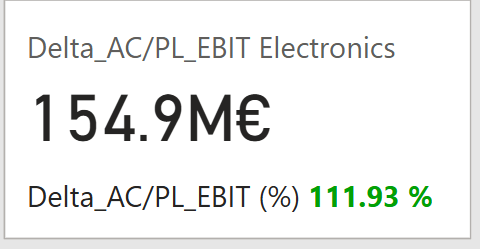 Delta_AC/PL_EBIT Electronics
154.9M€
Delta_AC/PL_EBIT (%) 111.93 %